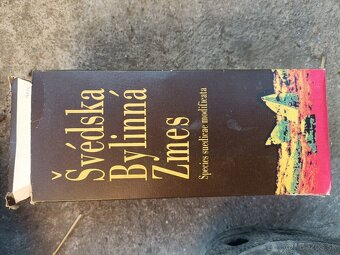 Švédska
Bylinná
Zmes
Species suedicae modificata